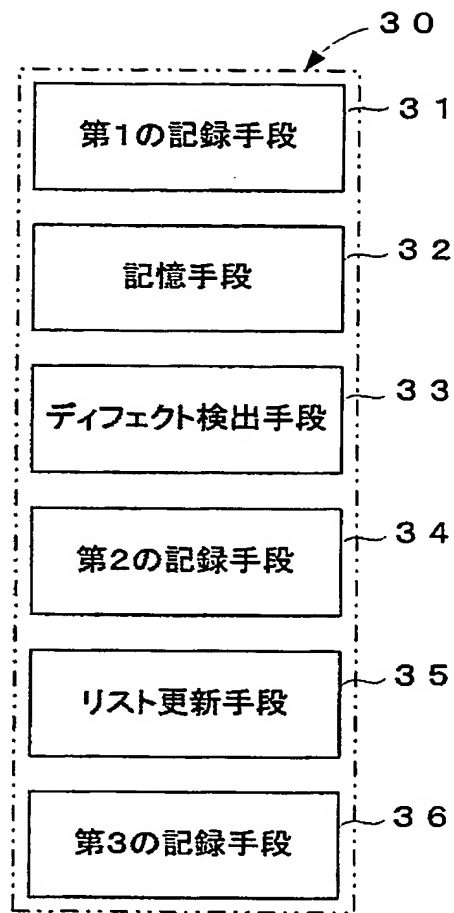 ３０
第1の記録手段
３１
記憶手段
３２
ディフェクト検出手段
３３
第2の記録手段
３４
リスト更新手段
３５
第3の記録手段
３６